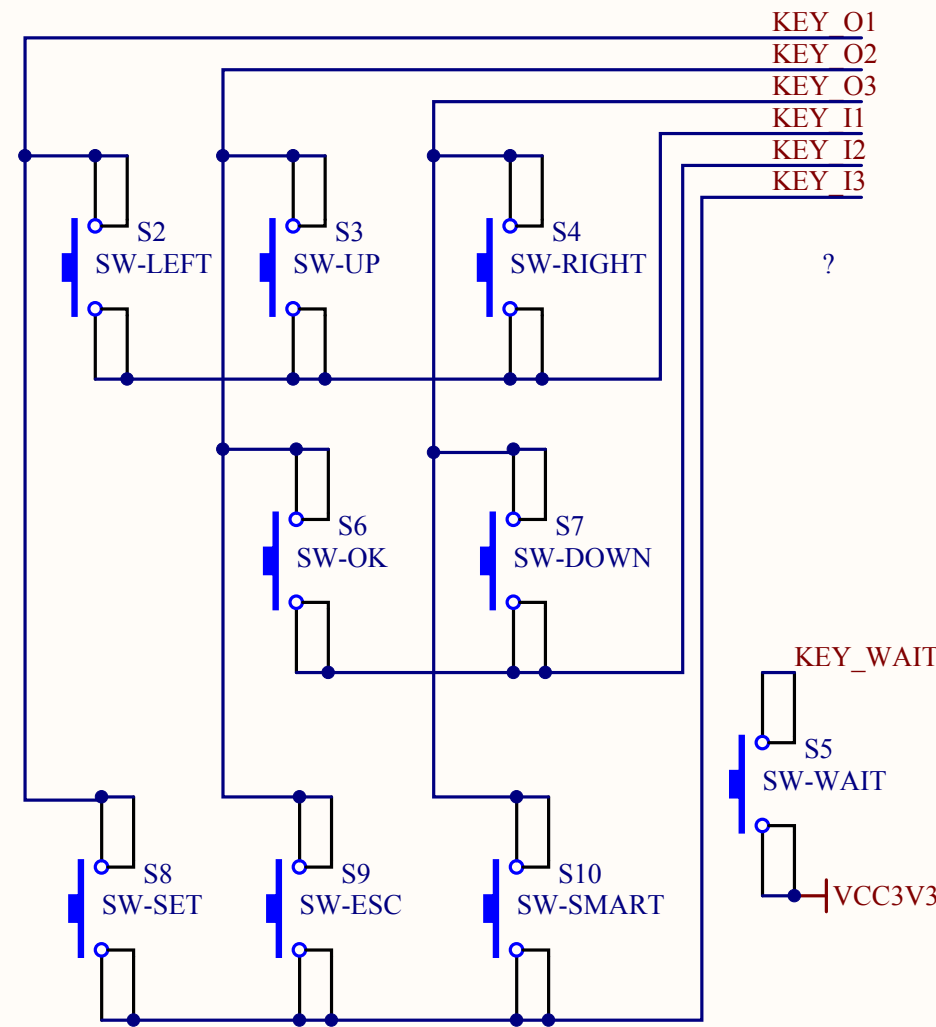 KEY_O1
KEY_O2
KEY_O3
KEY_I1
KEY_I2
KEY_I3
S2
SW-LEFT
S3
SW-UP
S4
SW-RIGHT
?
S6
SW-OK
S7
SW-DOWN
KEY_WAIT
S5
SW-WAIT
VCC3V3
S8
SW-SET
S9
SW-ESC
S10
SW-SMART